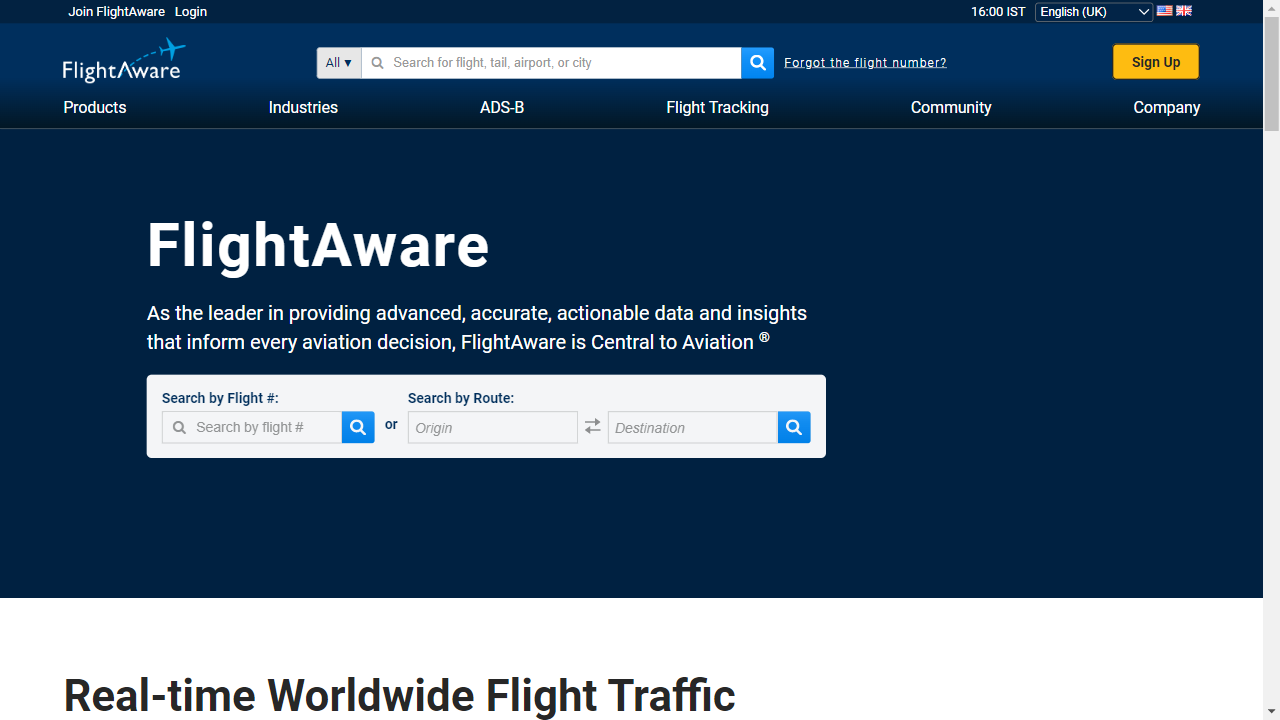 Join FlightAware Login 16:00 IST English (UK)
FlightAware All ▾ Search for flight, tail, airport, or city Forgot the flight number? Sign Up
Products Industries ADS-B Flight Tracking Community Company
FlightAware
As the leader in providing advanced, accurate, actionable data and insights
that inform every aviation decision, FlightAware is Central to Aviation ®
Search by Flight #: Search by Route:
Search by flight # or Origin Destination
Real-time Worldwide Flight Traffic